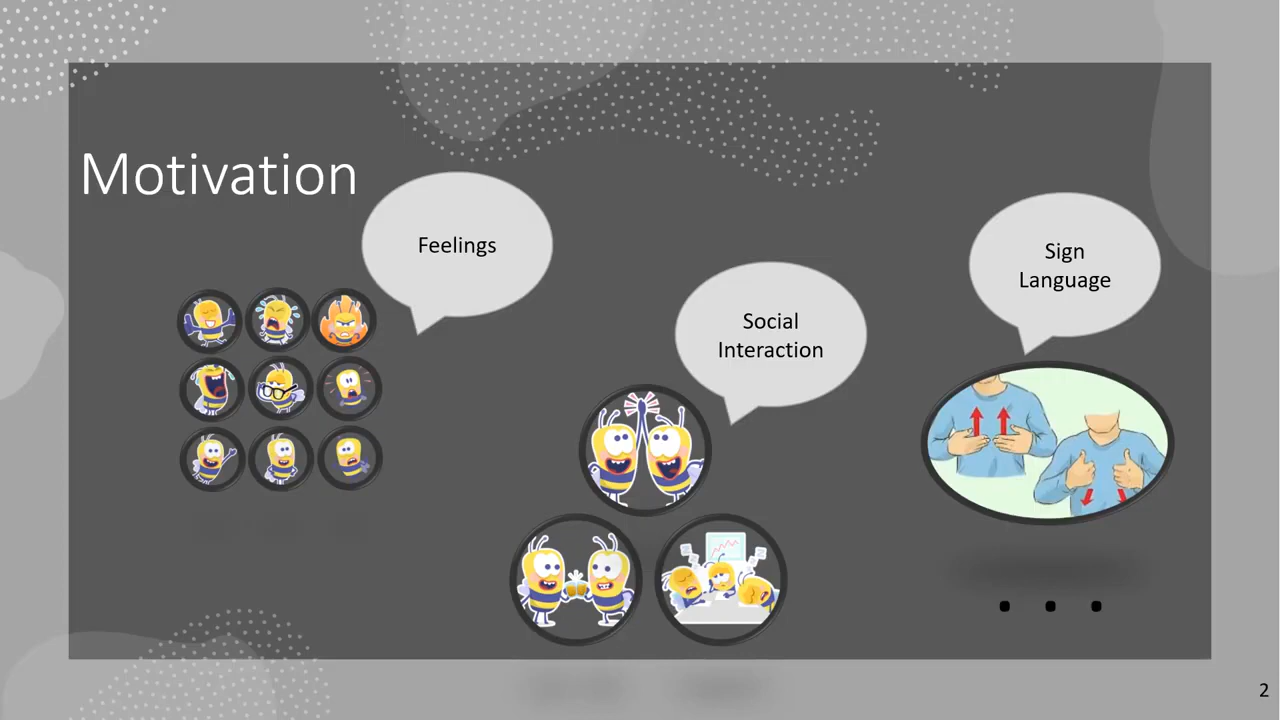 Motivation
Feelings
Social
Interaction
Sign
Language
. . .
2